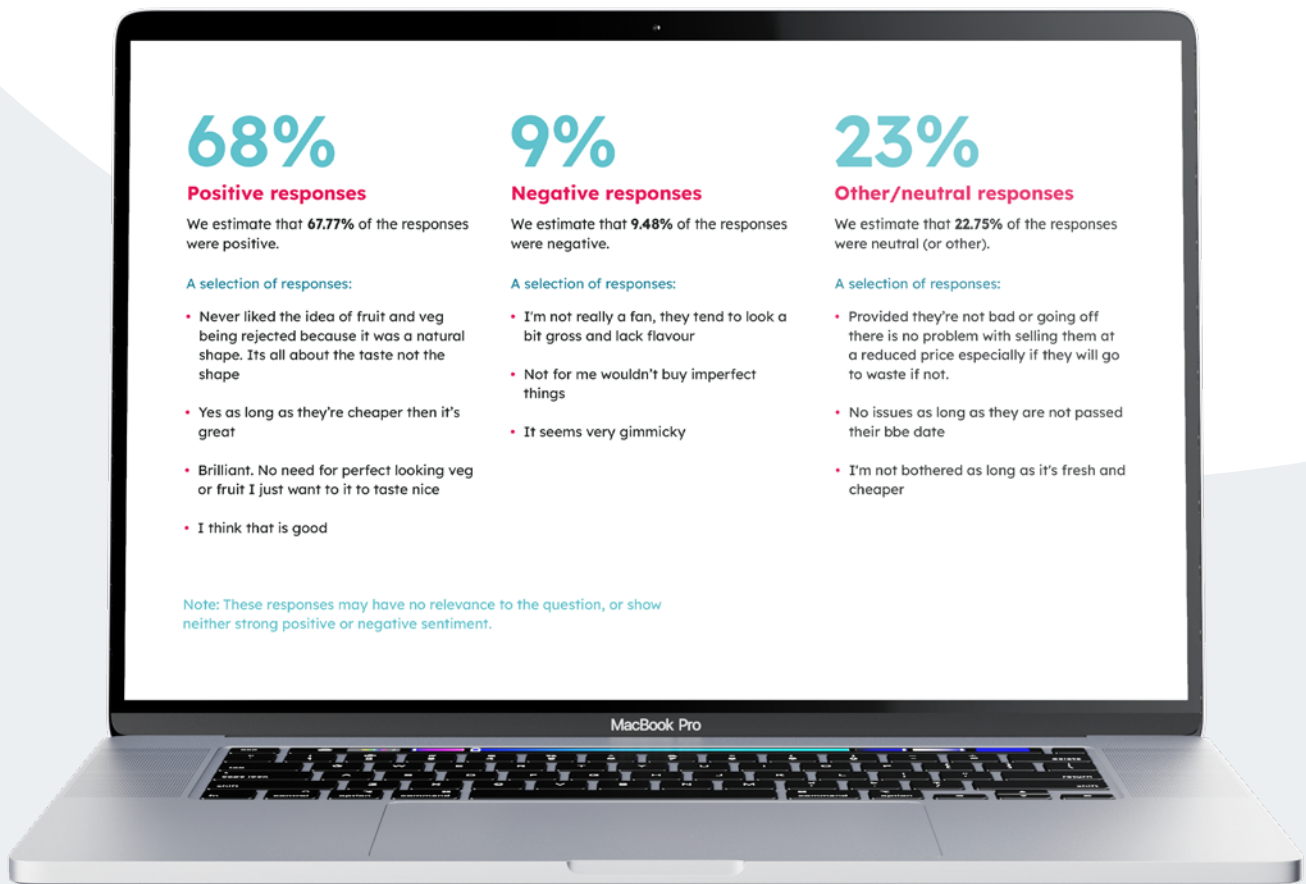 68%
Positive responses
We estimate that 67.77% of the responses
were positive.
A selection of responses:
• Never liked the idea of fruit and veg
being rejected because it was a natural
shape. Its all about the taste not the
shape
• Yes as long as they're cheaper then it's
great
• Brilliant. No need for perfect looking veg
or fruit I just want to it to taste nice
• I think that is good
9%
Negative responses
We estimate that 9.48% of the responses
were negative.
A selection of responses:
• I'm not really a fan, they tend to look a
bit gross and lack flavour
• Not for me wouldn't buy imperfect
things
• It seems very gimmicky
23%
Other/neutral responses
We estimate that 22.75% of the responses
were neutral (or other).
A selection of responses:
• Provided they're not bad or going off
there is no problem with selling them at
a reduced price especially if they will go
to waste if not.
• No issues as long as they are not passed
their bbe date
• I'm not bothered as long as it's fresh and
cheaper
Note: These responses may have no relevance to the question, or show
neither strong positive or negative sentiment.
MacBook Pro